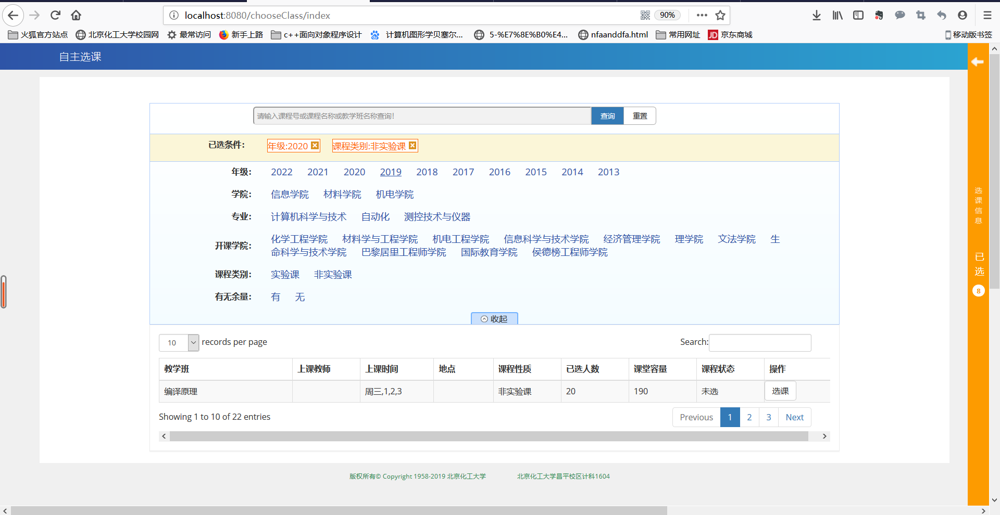 localhost:8080/chooseClass/index 90%
火狐官方站点 北京化工大学校园网 最常访问 新手上路 c++面向对象程序设计 计算机图形学贝塞尔... 5-%E7%8E%B0%E4... nfaanddfa.html 常用网址 JD 京东商城 移动版书签
自主选课
请输入课程号或课程名称或教学班名称查询! 查询 重置
已选条件: 年级:2020 课程类别:非实验课
年级: 2022 2021 2020 2019 2018 2017 2016 2015 2014 2013
学院: 信息学院 材料学院 机电学院
专业: 计算机科学与技术 自动化 测控技术与仪器
开课学院: 化学工程学院 材料学与工程学院 机电工程学院 信息科学与技术学院 经济管理学院 理学院 文法学院 生
命科学与技术学院 巴黎居里工程师学院 国际教育学院 侯德榜工程师学院
课程类别: 实验课 非实验课
有无余量: 有 无
收起
10 records per page Search:
教学班 上课教师 上课时间 地点 课程性质 已选人数 课堂容量 课程状态 操作
编译原理 周三,1,2,3 非实验课 20 190 未选 选课
Showing 1 to 10 of 22 entries Previous 1 2 3 Next
版权所有© Copyright 1958-2019 北京化工大学 北京化工大学昌平校区计科1604
选
课
信
息
已
选
8